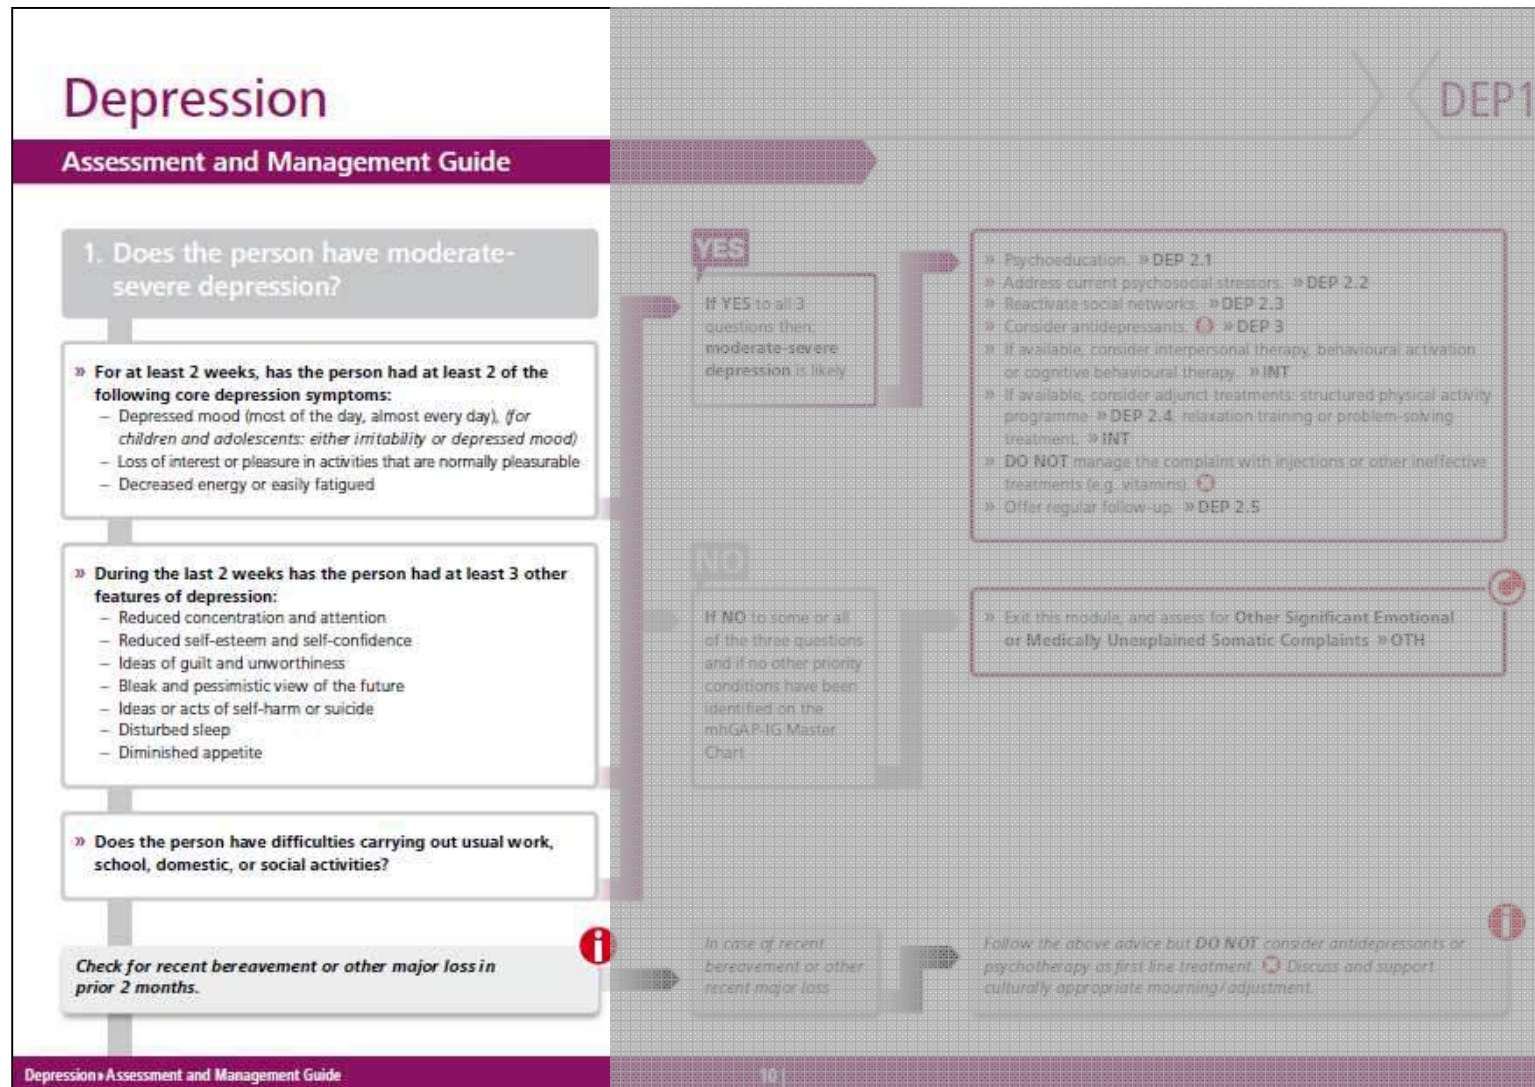 Depression
DEP1
Assessment and Management Guide
1. Does the person have moderate-
severe depression?
» For at least 2 weeks, has the person had at least 2 of the
following core depression symptoms:
– Depressed mood (most of the day, almost every day), (for
children and adolescents: either irritability or depressed mood)
– Loss of interest or pleasure in activities that are normally pleasurable
– Decreased energy or easily fatigued
» During the last 2 weeks has the person had at least 3 other
features of depression:
– Reduced concentration and attention
– Reduced self-esteem and self-confidence
– Ideas of guilt and unworthiness
– Bleak and pessimistic view of the future
– Ideas or acts of self-harm or suicide
– Disturbed sleep
– Diminished appetite
» Does the person have difficulties carrying out usual work,
school, domestic, or social activities?
Check for recent bereavement or other major loss in
prior 2 months.
YES
If YES to all 3
questions then:
moderate-severe
depression is likely
» Psychoeducation. » DEP 2.1
» Address current psychosocial stressors. » DEP 2.2
» Reactivate social networks. » DEP 2.3
» Consider antidepressants. » DEP 3
» If available, consider interpersonal therapy, behavioural activation
or cognitive behavioural therapy. » INT
» If available, consider adjunct treatments: structured physical activity
programme » DEP 2.4, relaxation training or problem-solving
treatment. » INT
» DO NOT manage the complaint with injections or other ineffective
treatments (e.g. vitamins).
» Offer regular follow-up. » DEP 2.5
NO
If NO to some or all
of the three questions
and if no other priority
conditions have been
identified on the
mhGAP-IG Master
Chart
» Exit this module, and assess for Other Significant Emotional
or Medically Unexplained Somatic Complaints » OTH
In case of recent
bereavement or other
recent major loss
Follow the above advice but DO NOT consider antidepressants or
psychotherapy as first line treatment. Discuss and support
culturally appropriate mourning/adjustment.
Depression » Assessment and Management Guide
10 |